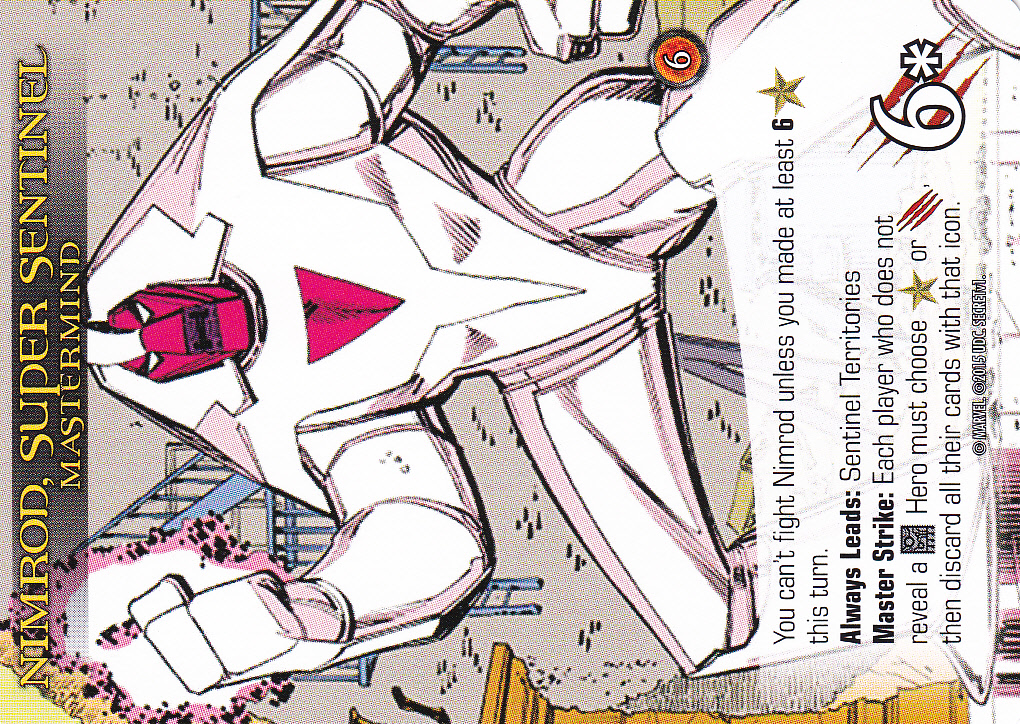 NIMROD, SUPER SENTINEL
MASTERMIND
6
You can't fight Nimrod unless you made at least 6
this turn.
Always Leads: Sentinel Territories
Master Strike: Each player who does not
reveal a Hero must choose or ,
then discard all their cards with that icon.
6*
© MARVEL, ©2015 UDC. SECRETv1.